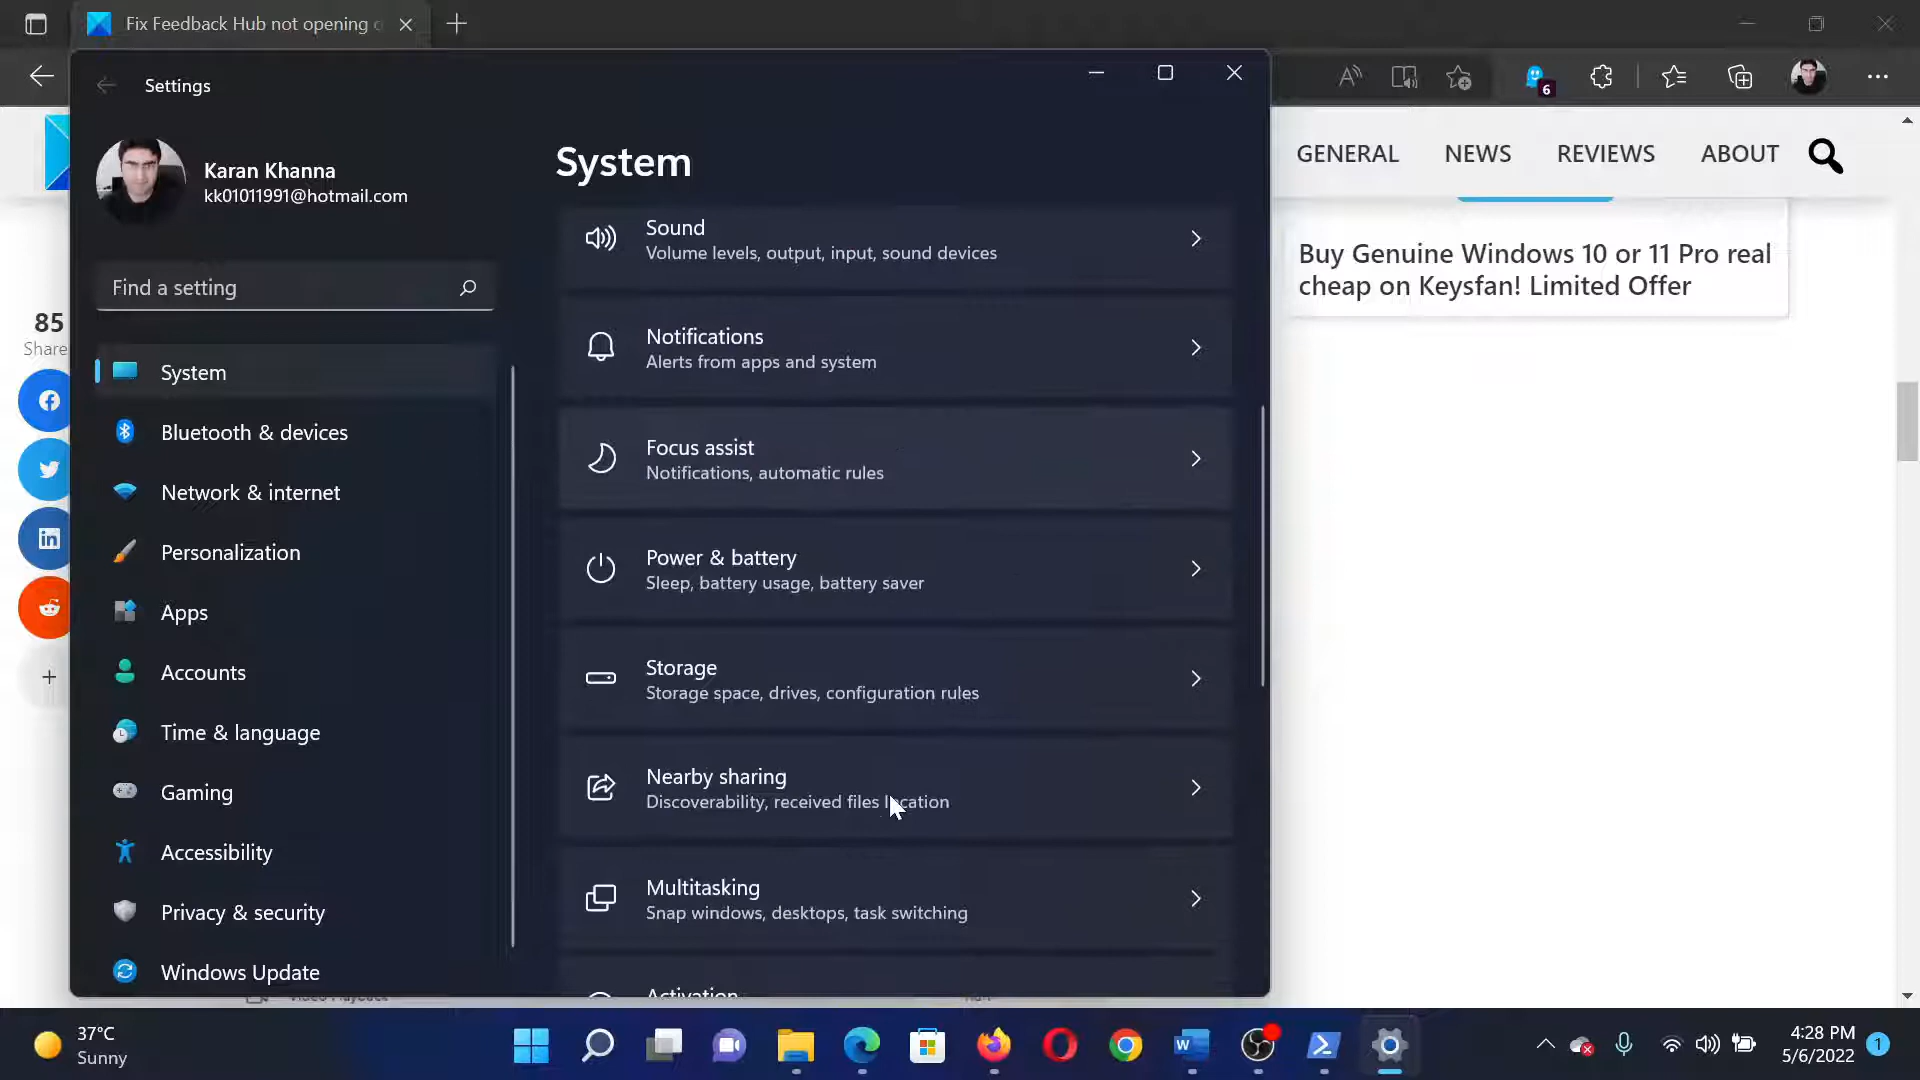 Fix Feedback Hub not opening
Settings
Karan Khanna
kk01011991@hotmail.com
Find a setting
System
Bluetooth & devices
Network & internet
Personalization
Apps
Accounts
Time & language
Gaming
Accessibility
Privacy & security
Windows Update
System
Sound
Volume levels, output, input, sound devices
Notifications
Alerts from apps and system
Focus assist
Notifications, automatic rules
Power & battery
Sleep, battery usage, battery saver
Storage
Storage space, drives, configuration rules
Nearby sharing
Discoverability, received files location
Multitasking
Snap windows, desktops, task switching
Activation
6
GENERAL
NEWS
REVIEWS
ABOUT
Buy Genuine Windows 10 or 11 Pro real
cheap on Keysfan! Limited Offer
85
Share
37°C
Sunny
4:28 PM
5/6/2022
1